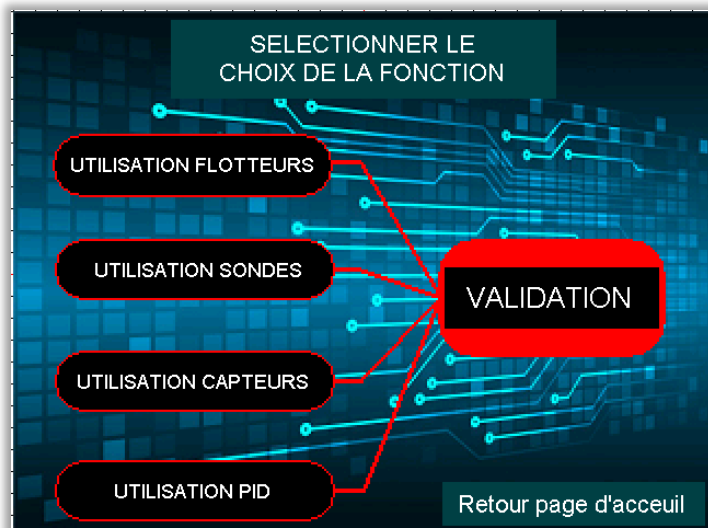 SELECTIONNER LE
CHOIX DE LA FONCTION
UTILISATION FLOTTEURS
UTILISATION SONDES
VALIDATION
UTILISATION CAPTEURS
UTILISATION PID
Retour page d'acceuil